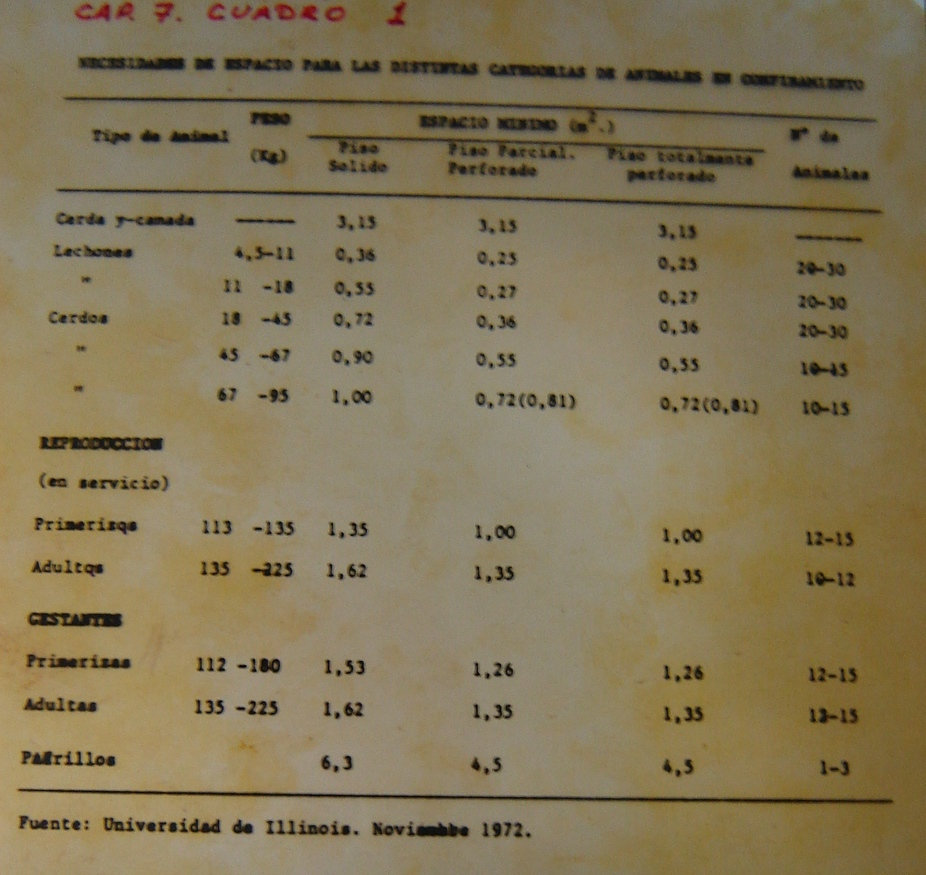 CAP. 7. CUADRO 1
NECESIDADES DE ESPACIO PARA LAS DISTINTAS CATEGORIAS DE ANIMALES EN CONFINAMIENTO
Tipo de Animal PESO (Kg) ESPACIO MINIMO (m².) Nº de Animales
Piso Solido Piso Parcial. Perforado Piso totalmente perforado
Cerda y camada ------ 3,15 3,15 3,15 -------
Lechones 4,5-11 0,36 0,25 0,25 20-30
" 11 -18 0,55 0,27 0,27 20-30
Cerdos 18 -45 0,72 0,36 0,36 20-30
" 45 -67 0,90 0,55 0,55 10-15
" 67 -95 1,00 0,72(0,81) 0,72(0,81) 10-15
REPRODUCCION
(en servicio)
Primerizas 113 -135 1,35 1,00 1,00 12-15
Adultas 135 -225 1,62 1,35 1,35 10-12
GESTANTES
Primerizas 112 -180 1,53 1,26 1,26 12-15
Adultas 135 -225 1,62 1,35 1,35 12-15
Padrillos 6,3 4,5 4,5 1-3
Fuente: Universidad de Illinois. Noviembre 1972.